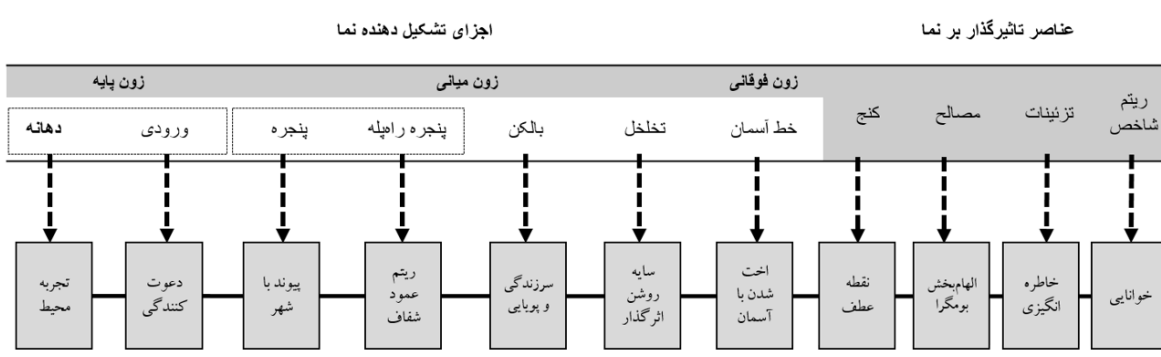 عناصر تاثیرگذار بر نما
اجزای تشکیل دهنده نما
ریتم
شاخص
تزئینات
مصالح
کنج
زون فوقانی
زون میانی
زون پایه
خط آسمان
تخلخل
بالکن
پنجره راه‌پله
پنجره
ورودی
دهانه
خوانایی
خاطره
انگیزی
الهام‌بخش
بومگرا
نقطه
عطف
اخت
شدن با
آسمان
سایه
روشن
اثرگذار
سرزندگی
و پویایی
ریتم
عمود
شفاف
پیوند با
شهر
دعوت
کنندگی
تجربه
محیط